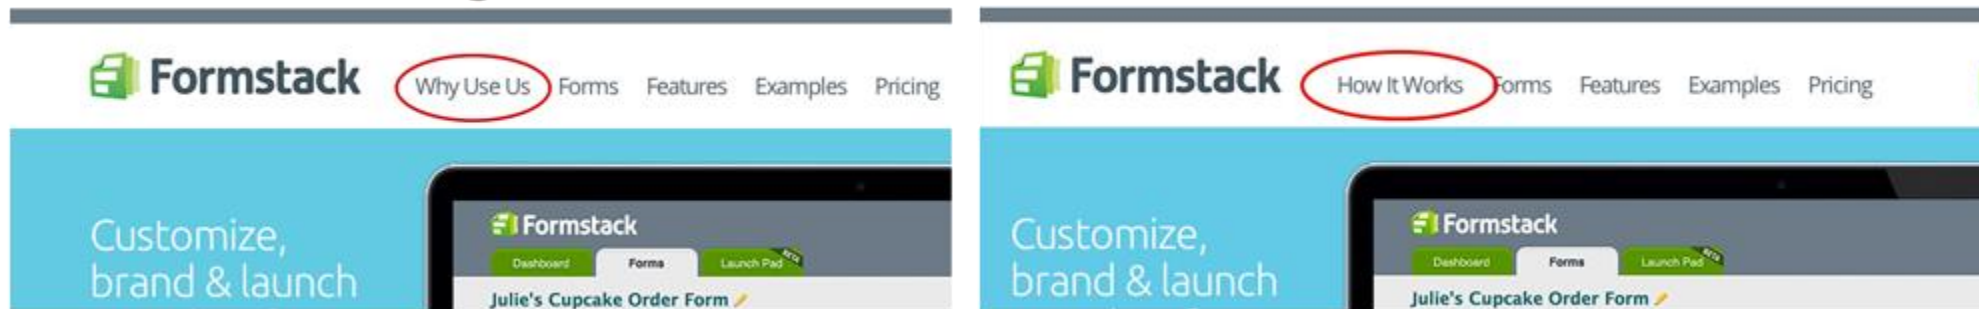 Formstack Why Use Us Forms Features Examples Pricing
Customize,
brand & launch
Formstack
Dashboard Forms Launch Pad BETA
Julie's Cupcake Order Form
Formstack How It Works Forms Features Examples Pricing
Customize,
brand & launch
Formstack
Dashboard Forms Launch Pad BETA
Julie's Cupcake Order Form